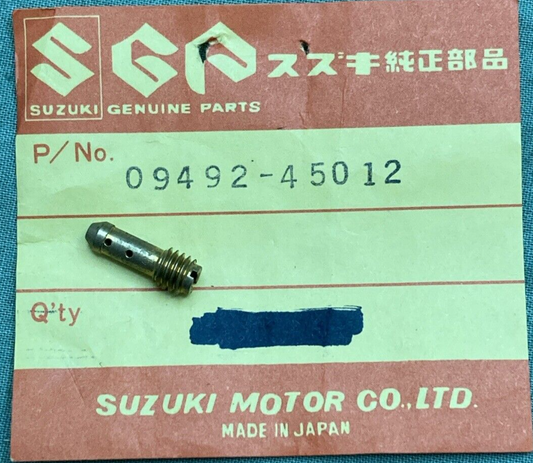 SGP スズキ純正部品
SUZUKI GENUINE PARTS
P/No. 09492-45012
Q'ty
SUZUKI MOTOR CO.,LTD.
MADE IN JAPAN